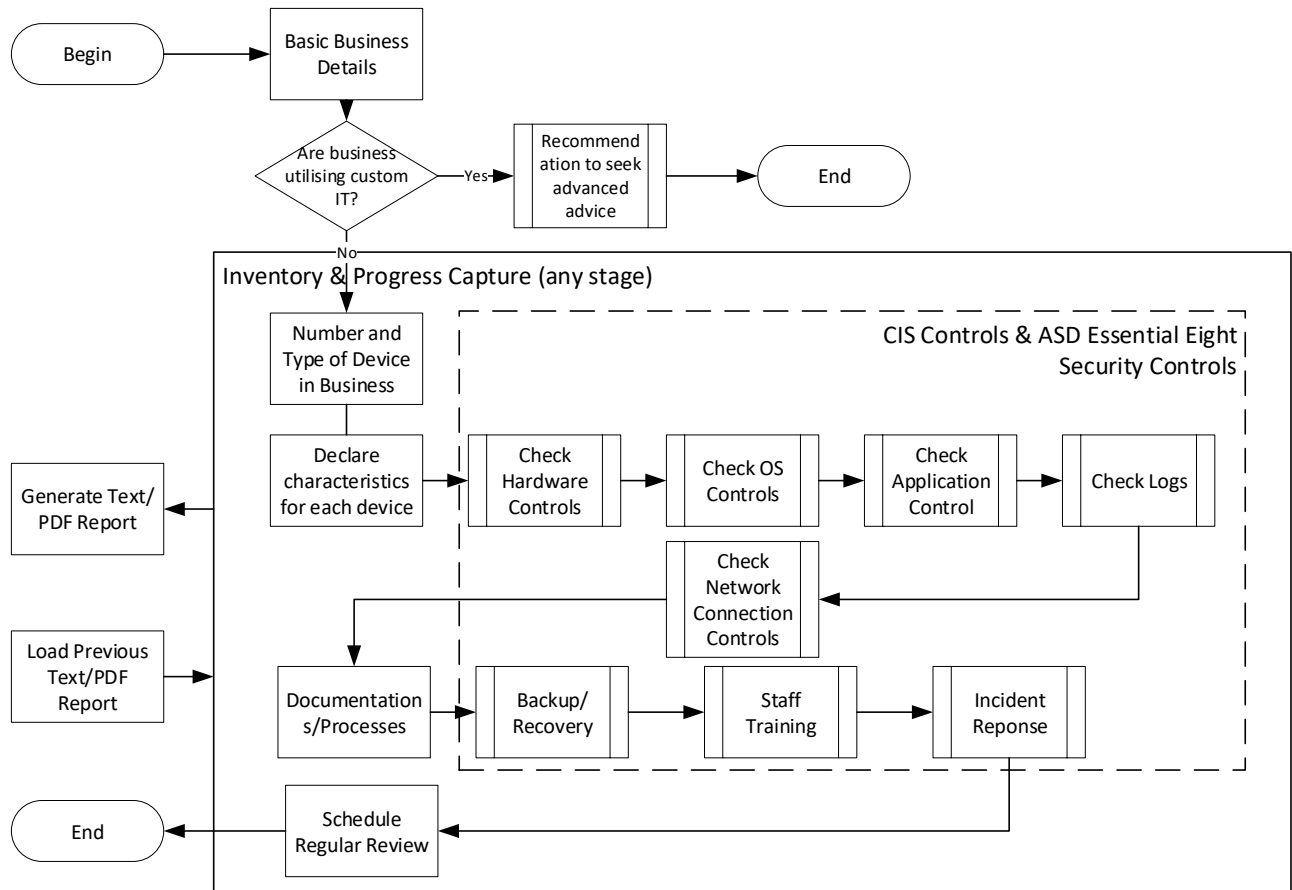 Begin
Basic Business
Details
Are business
utilising custom
IT?
Yes
Recommend
ation to seek
advanced
advice
End
No
Inventory & Progress Capture (any stage)
Number and
Type of Device
in Business
CIS Controls & ASD Essential Eight
Security Controls
Declare
characteristics
for each device
Check
Hardware
Controls
Check OS
Controls
Check
Application
Control
Check Logs
Generate Text/
PDF Report
Check
Network
Connection
Controls
Load Previous
Text/PDF
Report
Documentation
s/Processes
Backup/
Recovery
Staff
Training
Incident
Reponse
Schedule
Regular Review
End